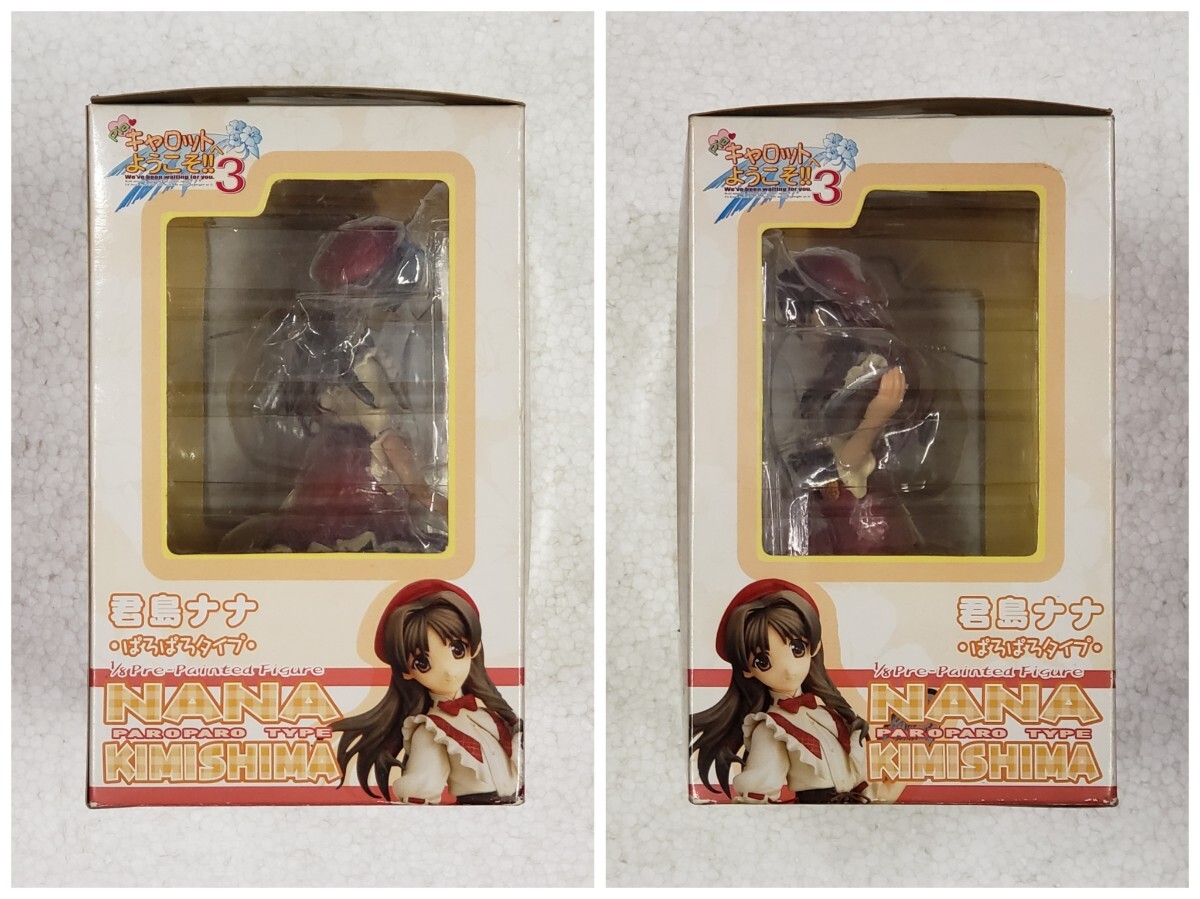 Pia
キャロットへ
ようこそ!!
We've been waiting for you.
3
君島ナナ
・ぱろぱろタイプ・
1/8 Pre-Painted Figure
NANA
PAROPARO TYPE
KIMISHIMA
Pia
キャロットへ
ようこそ!!
We've been waiting for you.
3
君島ナナ
・ぱろぱろタイプ・
1/8 Pre-Painted Figure
NANA
PAROPARO TYPE
KIMISHIMA